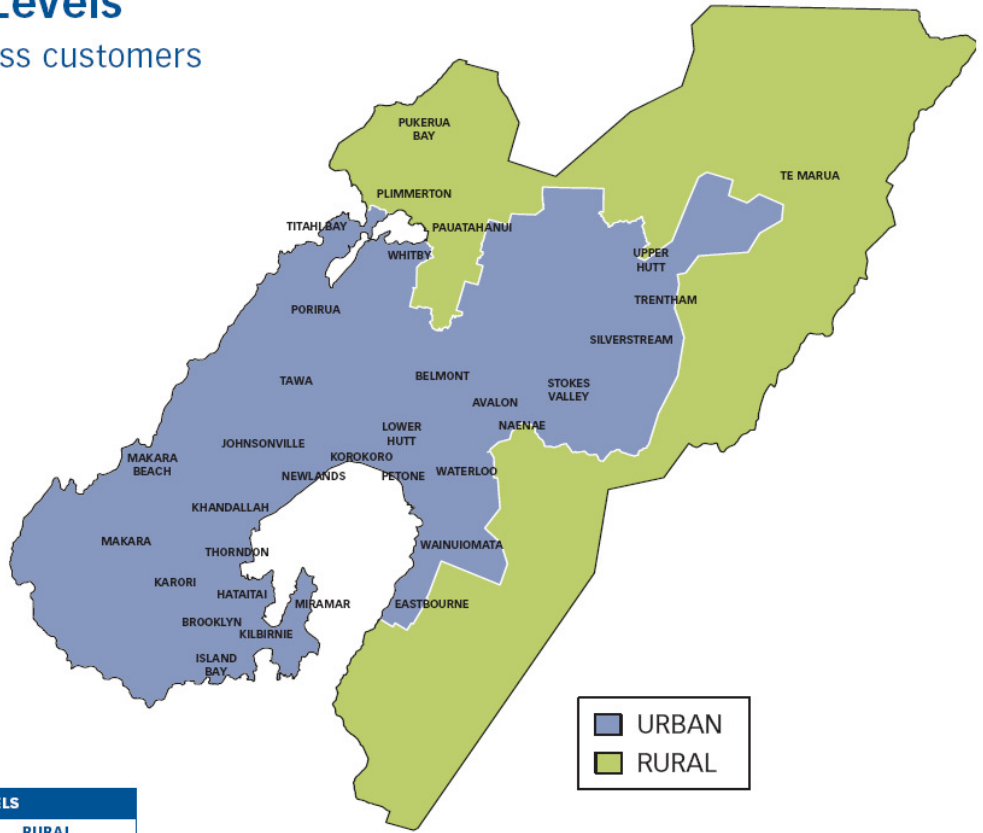 Levels
ss customers
PUKERUA
BAY
PLIMMERTON
TE MARUA
TITAHI BAY
PAUATAHANUI
WHITBY
UPPER
HUTT
TRENTHAM
PORIRUA
SILVERSTREAM
TAWA
BELMONT
STOKES
VALLEY
AVALON
NAENAE
LOWER
HUTT
JOHNSONVILLE
KOROKORO
MAKARA
BEACH
NEWLANDS
PETONE
WATERLOO
KHANDALLAH
MAKARA
THORNDON
WAINUIOMATA
KARORI
HATAITAI
MIRAMAR
EASTBOURNE
BROOKLYN
KILBIRNIE
ISLAND
BAY
URBAN
RURAL
ELS
RURAL